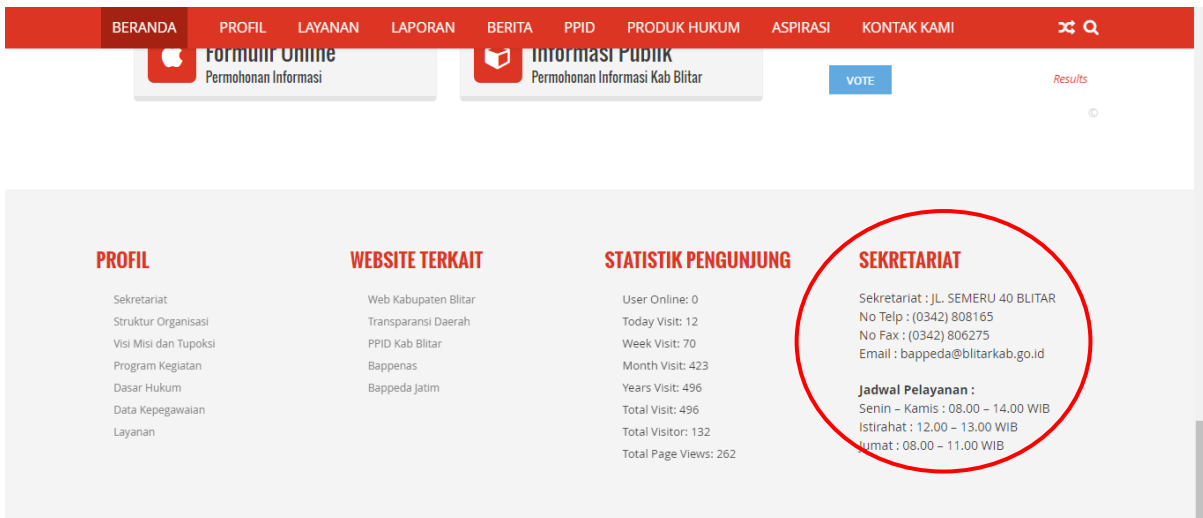 BERANDA PROFIL LAYANAN LAPORAN BERITA PPID PRODUK HUKUM ASPIRASI KONTAK KAMI
Formulir Online
Permohonan Informasi
Informasi Publik
Permohonan Informasi Kab Blitar
VOTE
Results
©
PROFIL
Sekretariat
Struktur Organisasi
Visi Misi dan Tupoksi
Program Kegiatan
Dasar Hukum
Data Kepegawaian
Layanan
WEBSITE TERKAIT
Web Kabupaten Blitar
Transparansi Daerah
PPID Kab Blitar
Bappenas
Bappeda Jatim
STATISTIK PENGUNJUNG
User Online: 0
Today Visit: 12
Week Visit: 70
Month Visit: 423
Years Visit: 496
Total Visit: 496
Total Visitor: 132
Total Page Views: 262
SEKRETARIAT
Sekretariat : JL. SEMERU 40 BLITAR
No Telp : (0342) 808165
No Fax : (0342) 806275
Email : bappeda@blitarkab.go.id
Jadwal Pelayanan :
Senin – Kamis : 08.00 – 14.00 WIB
Istirahat : 12.00 – 13.00 WIB
Jumat : 08.00 – 11.00 WIB